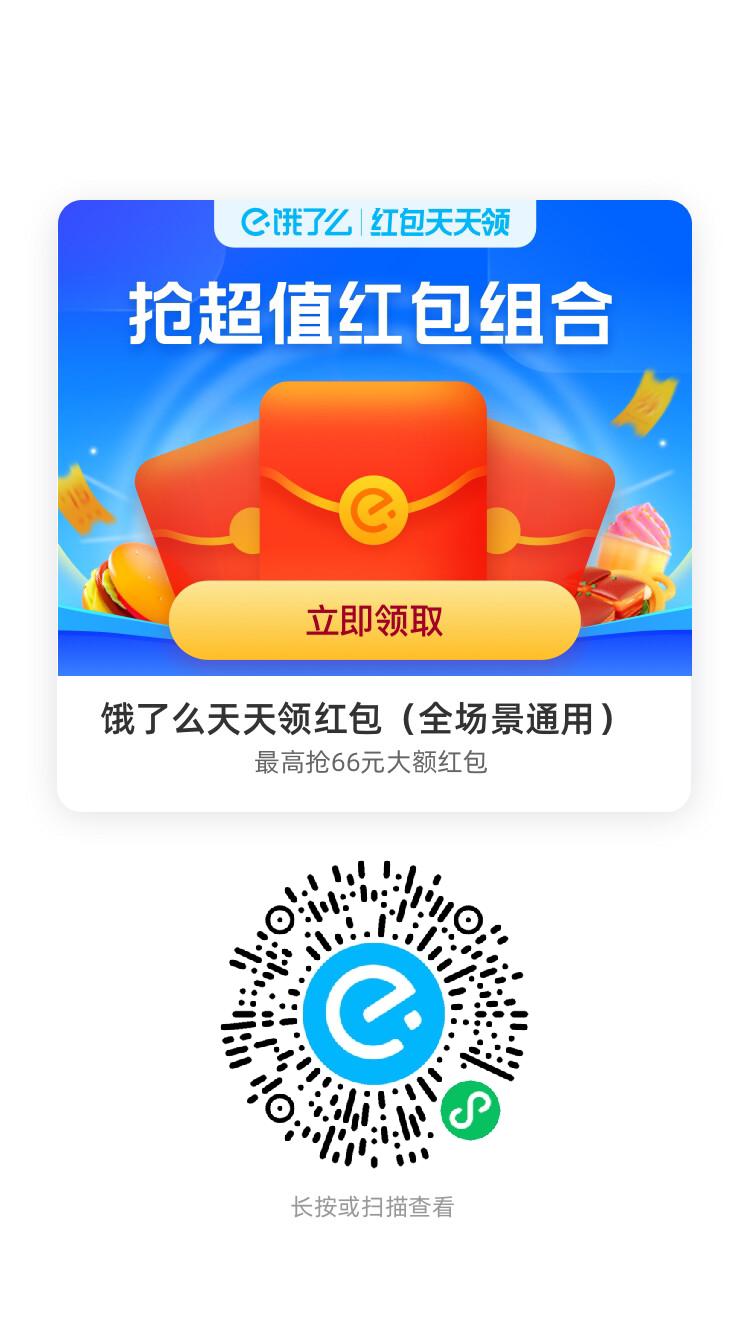 饿了么|红包天天领
抢超值红包组合
立即领取
饿了么天天领红包（全场景通用）
最高抢66元大额红包
长按或扫描查看